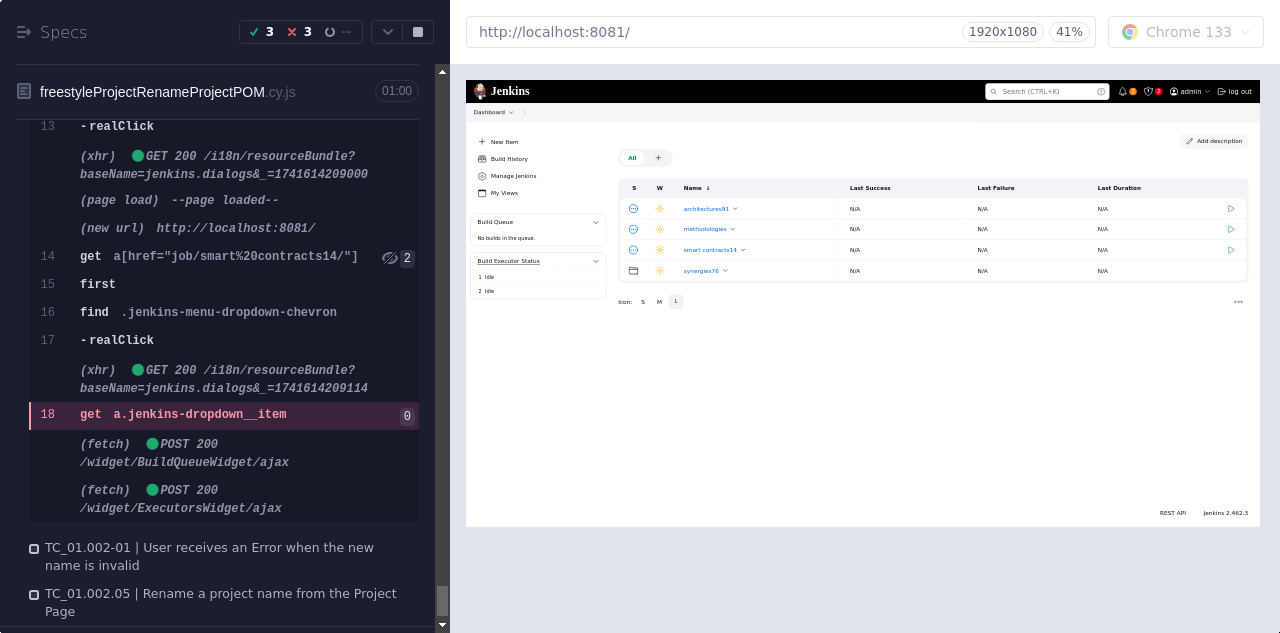 Specs
3
3
--
freestyleProjectRenameProjectPOM.cy.js
01:00
13 -realClick
(xhr) GET 200 /i18n/resourceBundle?
baseName=jenkins.dialogs&_=1741614209000
(page load) --page loaded--
(new url) http://localhost:8081/
14 get a[href="job/smart%20contracts14/"] 2
15 first
16 find .jenkins-menu-dropdown-chevron
17 -realClick
(xhr) GET 200 /i18n/resourceBundle?
baseName=jenkins.dialogs&_=1741614209114
18 get a.jenkins-dropdown__item 0
(fetch) POST 200
/widget/BuildQueueWidget/ajax
(fetch) POST 200
/widget/ExecutorsWidget/ajax
TC_01.002-01 | User receives an Error when the new
name is invalid
TC_01.002.05 | Rename a project name from the Project
Page
http://localhost:8081/
1920x1080
41%
Chrome 133
Jenkins
Search (CTRL+K)
2
2
admin
log out
Dashboard
New Item
Build History
Manage Jenkins
My Views
Build Queue
No builds in the queue.
Build Executor Status
1 Idle
2 Idle
Add description
All +
S W Name ↓ Last Success Last Failure Last Duration
architectures91 N/A N/A N/A
methodologies N/A N/A N/A
smart contracts14 N/A N/A N/A
synergies76 N/A N/A N/A
Icon: S M L
REST API
Jenkins 2.462.3